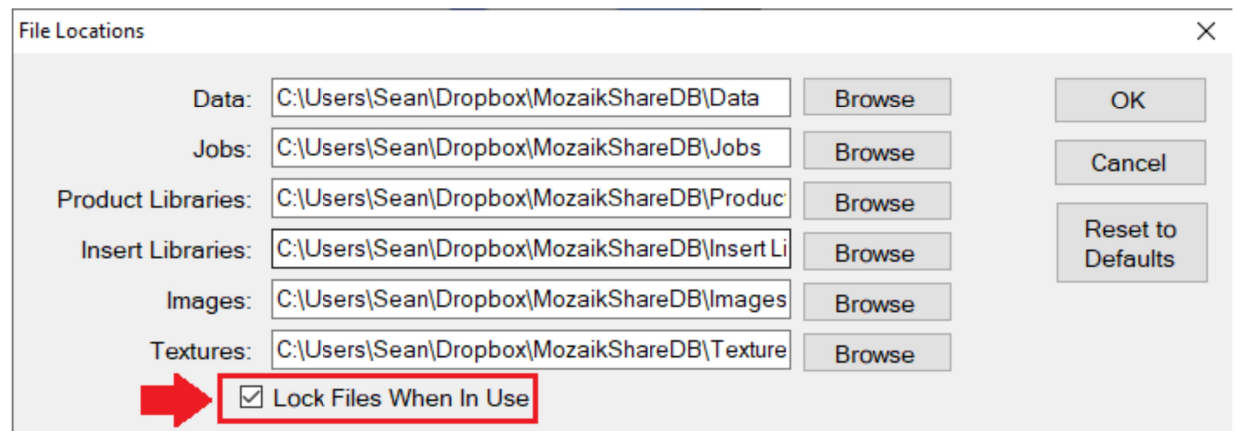 File Locations
Data: C:\Users\Sean\Dropbox\MozaikShareDB\Data Browse
OK
Jobs: C:\Users\Sean\Dropbox\MozaikShareDB\Jobs Browse
Cancel
Product Libraries: C:\Users\Sean\Dropbox\MozaikShareDB\Product Browse
Reset to
Defaults
Insert Libraries: C:\Users\Sean\Dropbox\MozaikShareDB\Insert Li Browse
Images: C:\Users\Sean\Dropbox\MozaikShareDB\Images Browse
Textures: C:\Users\Sean\Dropbox\MozaikShareDB\Texture Browse
Lock Files When In Use